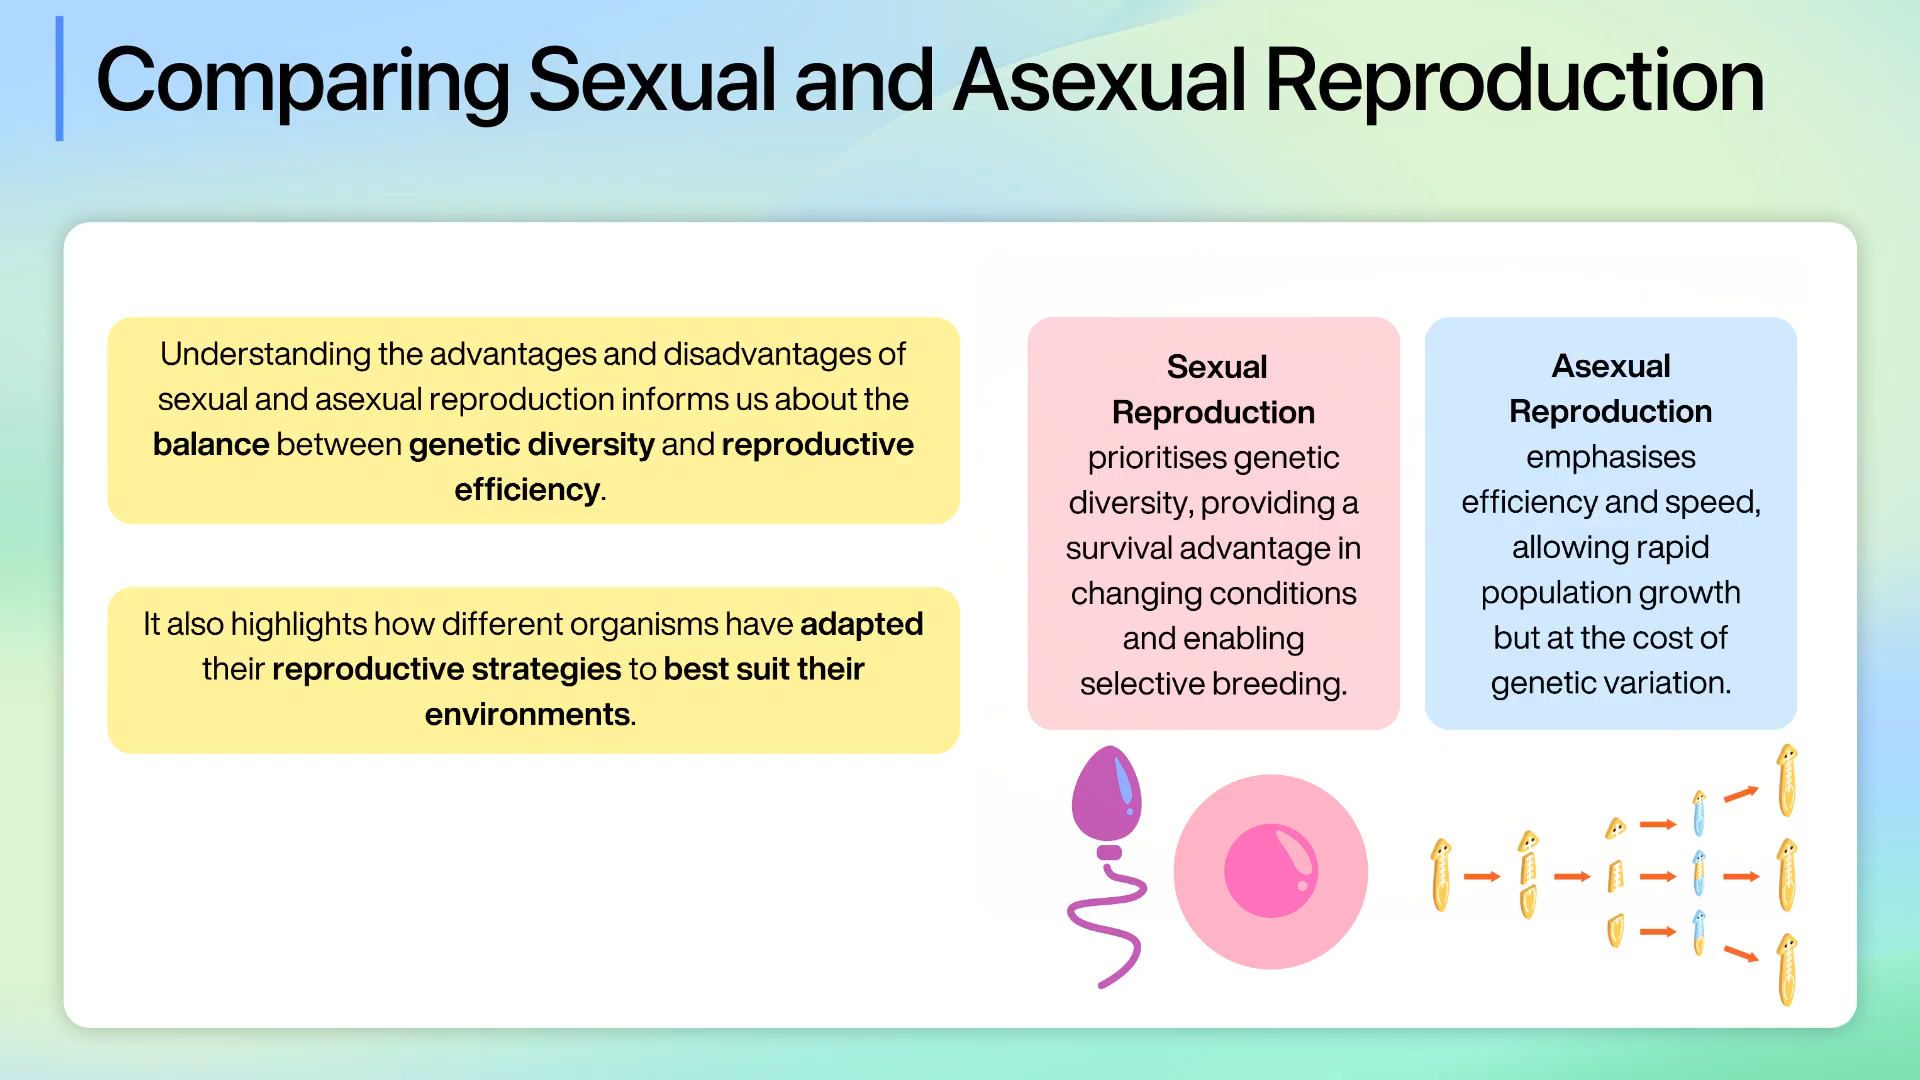 Comparing Sexual and Asexual Reproduction
Understanding the advantages and disadvantages of
sexual and asexual reproduction informs us about the
balance between genetic diversity and reproductive
efficiency.
It also highlights how different organisms have adapted
their reproductive strategies to best suit their
environments.
Sexual
Reproduction
prioritises genetic
diversity, providing a
survival advantage in
changing conditions
and enabling
selective breeding.
Asexual
Reproduction
emphasises
efficiency and speed,
allowing rapid
population growth
but at the cost of
genetic variation.